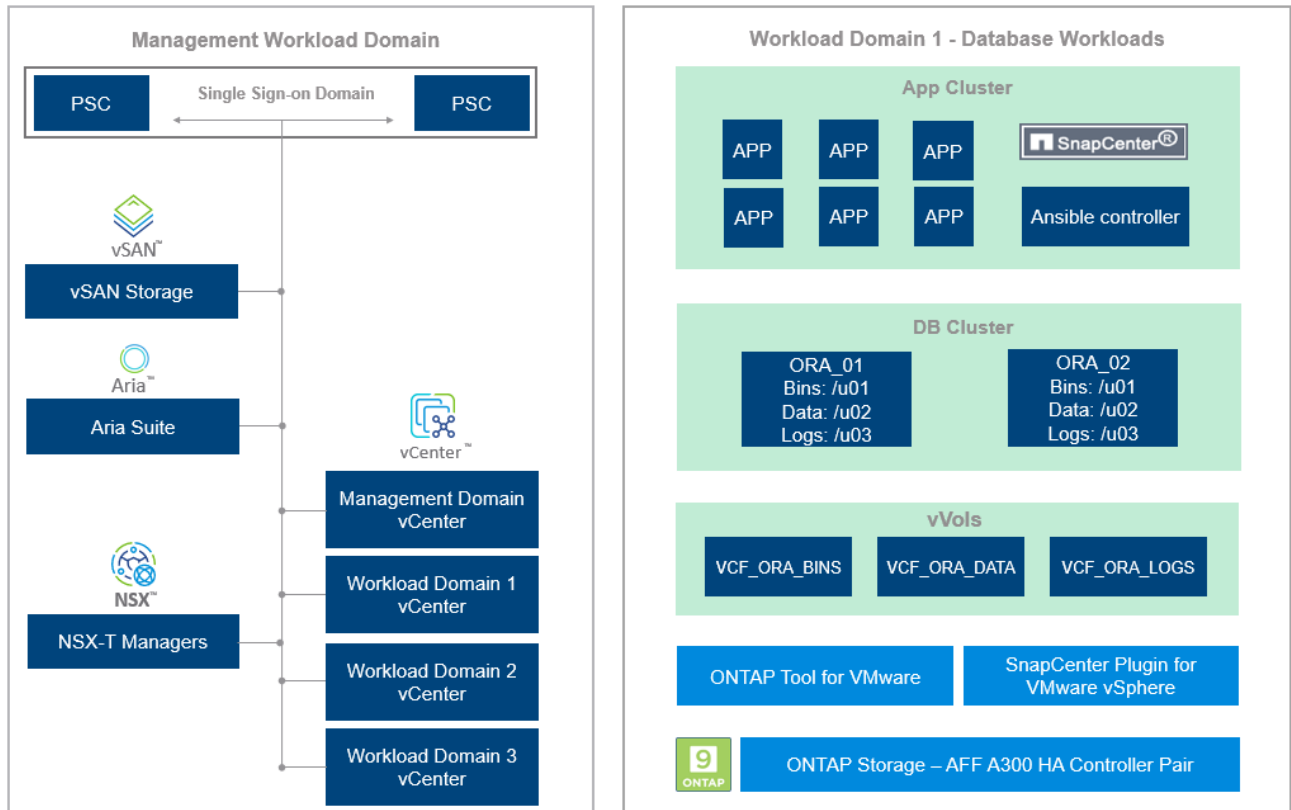 Management Workload Domain
PSC
Single Sign-on Domain
PSC
vSAN™
vSAN Storage
Aria™
Aria Suite
vCenter™
Management Domain
vCenter
Workload Domain 1
vCenter
NSX™
NSX-T Managers
Workload Domain 2
vCenter
Workload Domain 3
vCenter
Workload Domain 1 - Database Workloads
App Cluster
APP
APP
APP
SnapCenter®
APP
APP
APP
Ansible controller
DB Cluster
ORA_01
Bins: /u01
Data: /u02
Logs: /u03
ORA_02
Bins: /u01
Data: /u02
Logs: /u03
vVols
VCF_ORA_BINS
VCF_ORA_DATA
VCF_ORA_LOGS
ONTAP Tool for VMware
SnapCenter Plugin for
VMware vSphere
9
ONTAP
ONTAP Storage – AFF A300 HA Controller Pair